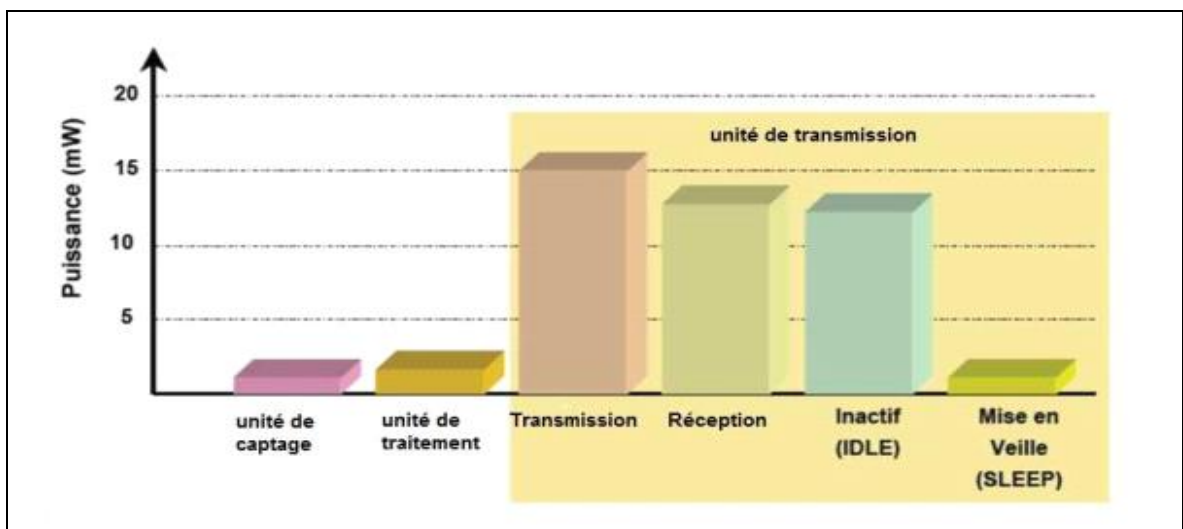 Puissance (mW)
20
15
10
5
unité de transmission
unité de
captage
unité de
traitement
Transmission
Réception
Inactif
(IDLE)
Mise en
Veille
(SLEEP)